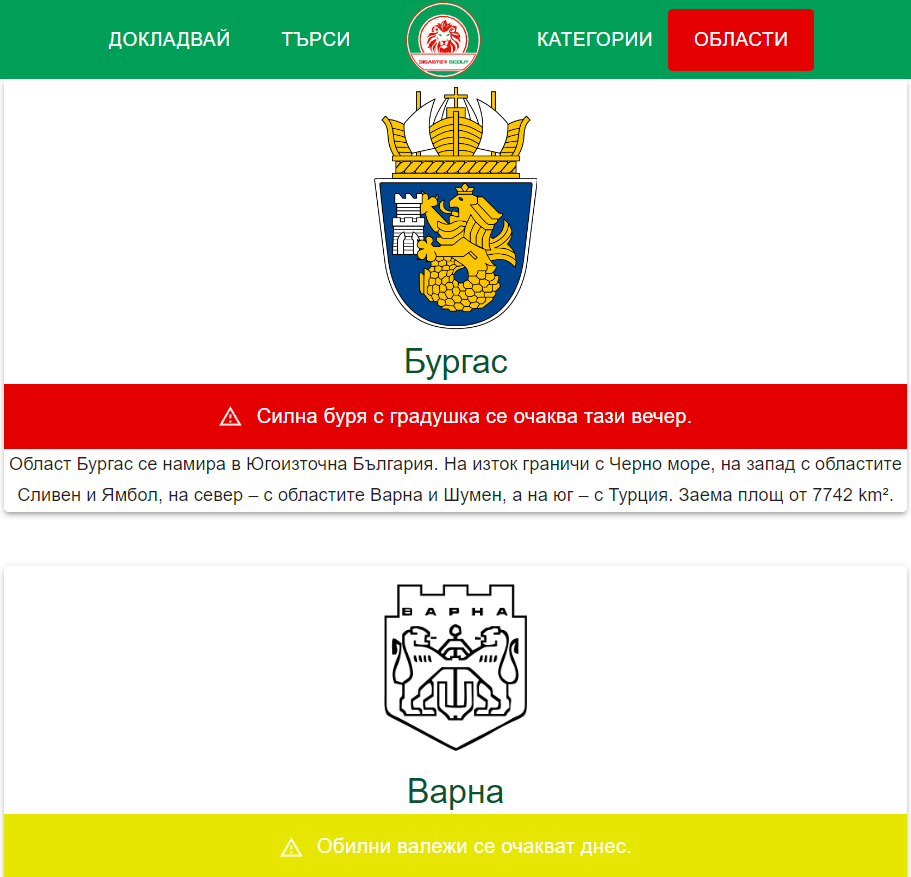 ДОКЛАДВАЙ ТЪРСИ DISASTER SCOUT КАТЕГОРИИ ОБЛАСТИ
Бургас
Силна буря с градушка се очаква тази вечер.
Област Бургас се намира в Югоизточна България. На изток граничи с Черно море, на запад с областите
Сливен и Ямбол, на север – с областите Варна и Шумен, а на юг – с Турция. Заема площ от 7742 km².
ВАРНА
Варна
Обилни валежи се очакват днес.